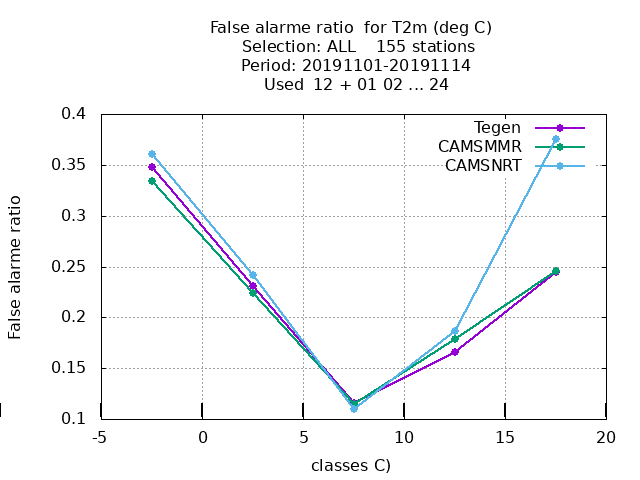 False alarme ratio  for T2m (deg C)
Selection: ALL    155 stations
Period: 20191101-20191114
Used  12 + 01 02 ... 24
0.4
0.35
0.3
0.25
0.2
0.15
0.1
False alarme ratio
Tegen
CAMSMMR
CAMSNRT
-5 0 5 10 15 20
classes C)